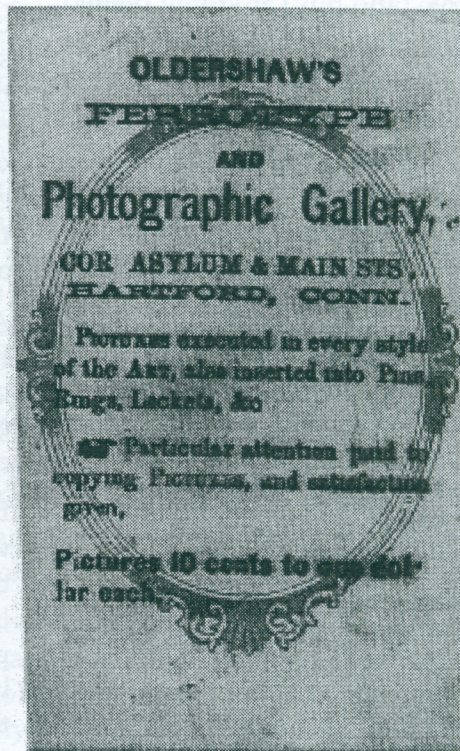 OLDERSHAW'S
FERROTYPE
AND
Photographic Gallery,
COR ASYLUM & MAIN STS,
HARTFORD, CONN.
PICTURES executed in every style
of the ART, also inserted into Pins,
Rings, Lockets, &c
☞ Particular attention paid to
copying PICTURES, and satisfaction
given,
Pictures 10 cents to one dol-
lar each.